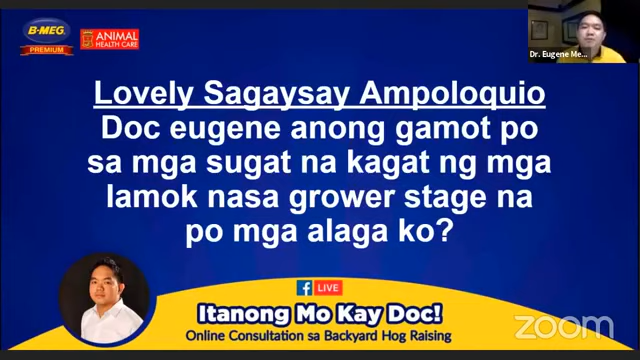 B-MEG
PREMIUM
ANIMAL
HEALTH CARE
Dr. Eugene Me...
Lovely Sagaysay Ampoloquio
Doc eugene anong gamot po
sa mga sugat na kagat ng mga
lamok nasa grower stage na
po mga alaga ko?
f LIVE
Itanong Mo Kay Doc!
Online Consultation sa Backyard Hog Raising
zoom